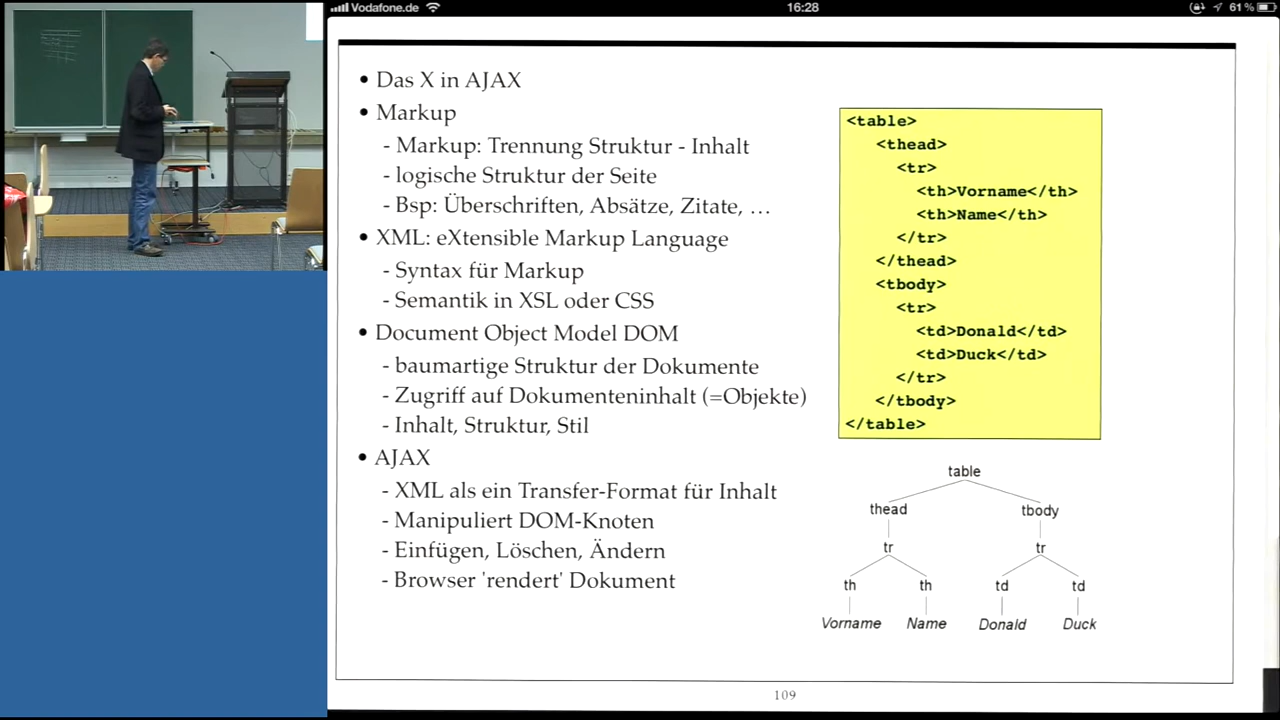 Vodafone.de
16:28
61 %
• Das X in AJAX
• Markup
- Markup: Trennung Struktur - Inhalt
- logische Struktur der Seite
- Bsp: Überschriften, Absätze, Zitate, …
• XML: eXtensible Markup Language
- Syntax für Markup
- Semantik in XSL oder CSS
• Document Object Model DOM
- baumartige Struktur der Dokumente
- Zugriff auf Dokumenteninhalt (=Objekte)
- Inhalt, Struktur, Stil
• AJAX
- XML als ein Transfer-Format für Inhalt
- Manipuliert DOM-Knoten
- Einfügen, Löschen, Ändern
- Browser 'rendert' Dokument
<table>
<thead>
<tr>
<th>Vorname</th>
<th>Name</th>
</tr>
</thead>
<tbody>
<tr>
<td>Donald</td>
<td>Duck</td>
</tr>
</tbody>
</table>
table
thead tbody
tr tr
th th td td
Vorname Name Donald Duck
109